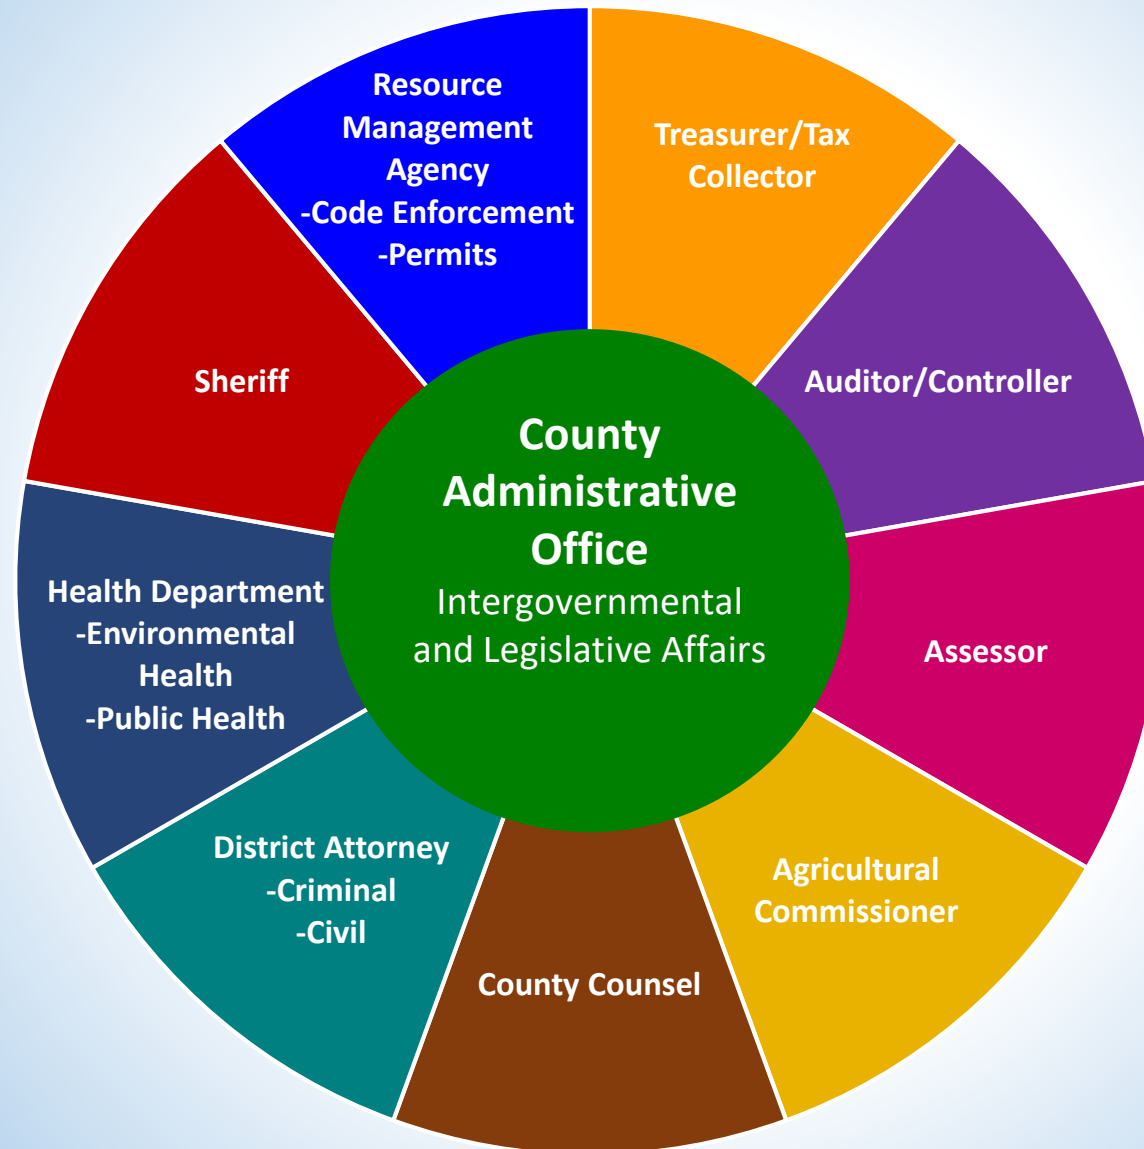 Resource
Management
Agency
-Code Enforcement
-Permits
Treasurer/Tax
Collector
Auditor/Controller
Assessor
Agricultural
Commissioner
County Counsel
District Attorney
-Criminal
-Civil
Health Department
-Environmental
Health
-Public Health
Sheriff
County
Administrative
Office
Intergovernmental
and Legislative Affairs